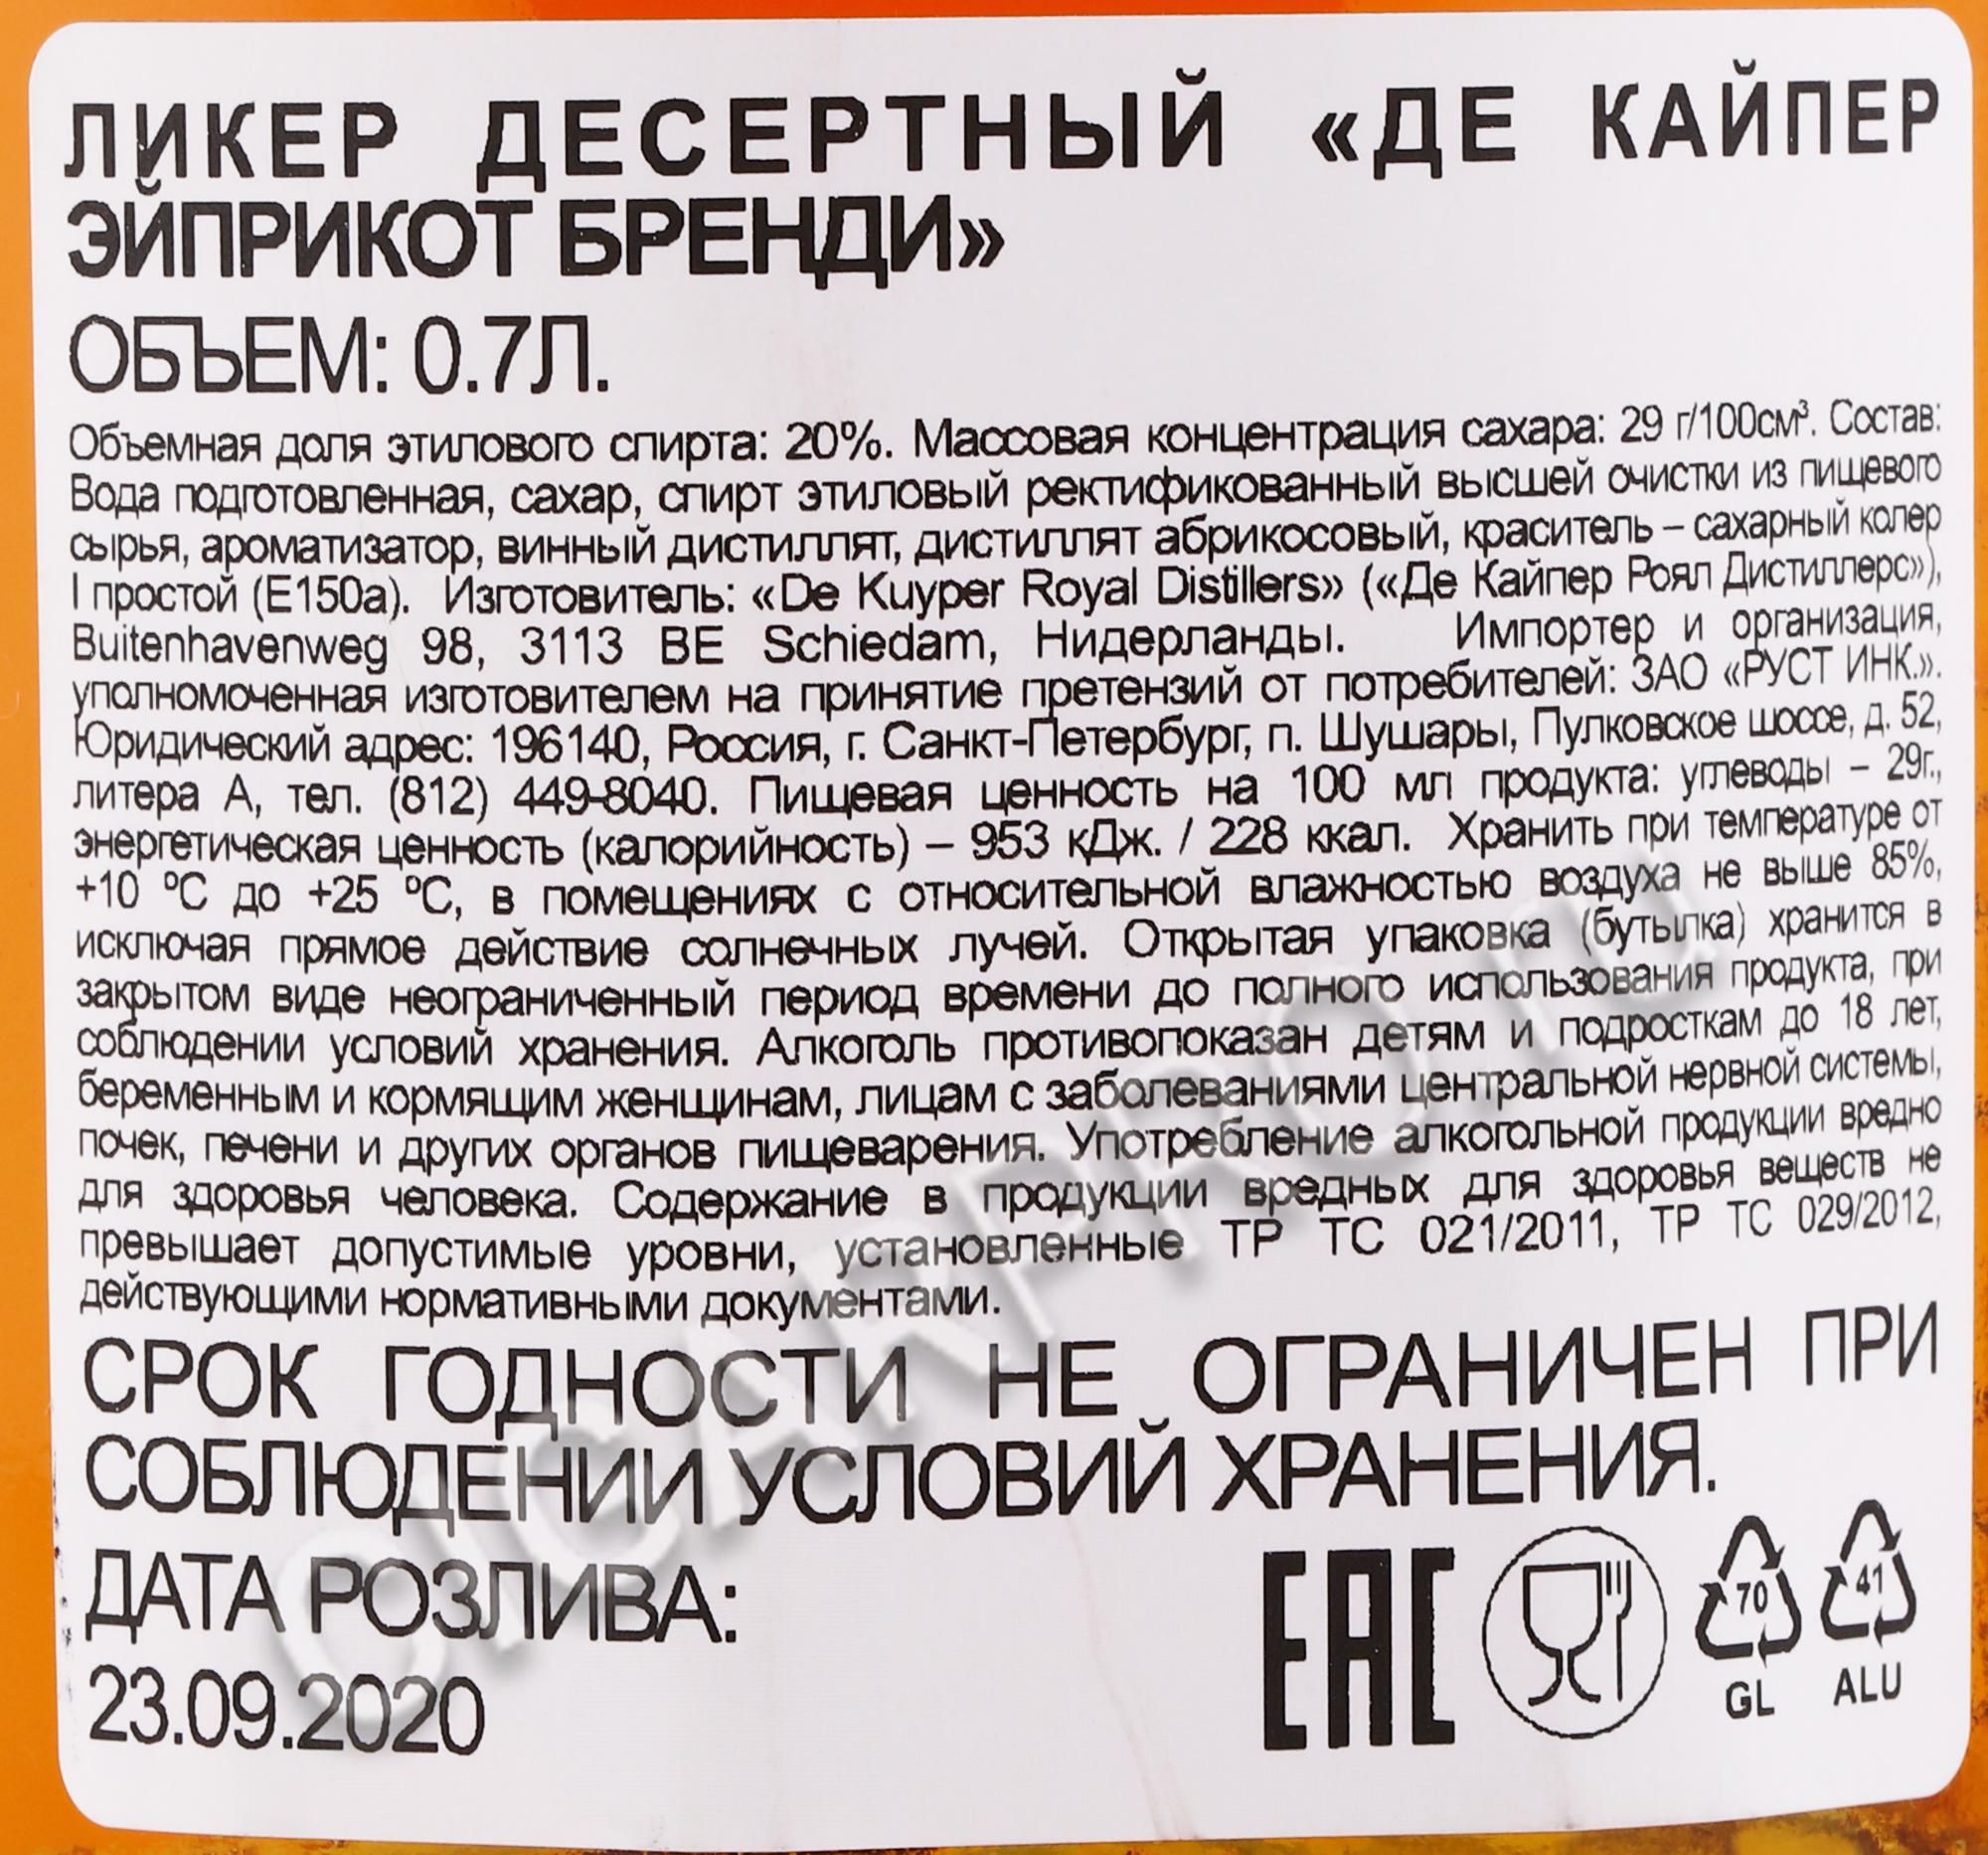 ЛИКЕР ДЕСЕРТНЫЙ «ДЕ КАЙПЕР
ЭЙПРИКОТ БРЕНДИ»
ОБЪЕМ: 0.7Л.
Объемная доля этилового спирта: 20%. Массовая концентрация сахара: 29 г/100см³. Состав:
Вода подготовленная, сахар, спирт этиловый ректификованный высшей очистки из пищевого
сырья, ароматизатор, винный дистиллят, дистиллят абрикосовый, краситель – сахарный колер
I простой (Е150а). Изготовитель: «De Kuyper Royal Distillers» («Де Кайпер Роял Дистиллерс»),
Buitenhavenweg 98, 3113 BE Schiedam, Нидерланды. Импортер и организация,
уполномоченная изготовителем на принятие претензий от потребителей: ЗАО «РУСТ ИНК.».
Юридический адрес: 196140, Россия, г. Санкт-Петербург, п. Шушары, Пулковское шоссе, д. 52,
литера А, тел. (812) 449-8040. Пищевая ценность на 100 мл продукта: углеводы – 29г.,
энергетическая ценность (калорийность) – 953 кДж. / 228 ккал. Хранить при температуре от
+10 ºС до +25 ºС, в помещениях с относительной влажностью воздуха не выше 85%,
исключая прямое действие солнечных лучей. Открытая упаковка (бутылка) хранится в
закрытом виде неограниченный период времени до полного использования продукта, при
соблюдении условий хранения. Алкоголь противопоказан детям и подросткам до 18 лет,
беременным и кормящим женщинам, лицам с заболеваниями центральной нервной системы,
почек, печени и других органов пищеварения. Употребление алкогольной продукции вредно
для здоровья человека. Содержание в продукции вредных для здоровья веществ не
превышает допустимые уровни, установленные ТР ТС 021/2011, ТР ТС 029/2012,
действующими нормативными документами.
СРОК ГОДНОСТИ НЕ ОГРАНИЧЕН ПРИ
СОБЛЮДЕНИИ УСЛОВИЙ ХРАНЕНИЯ.
ДАТА РОЗЛИВА:
23.09.2020
EAC
70
GL
41
ALU
CIGARPRO.ru